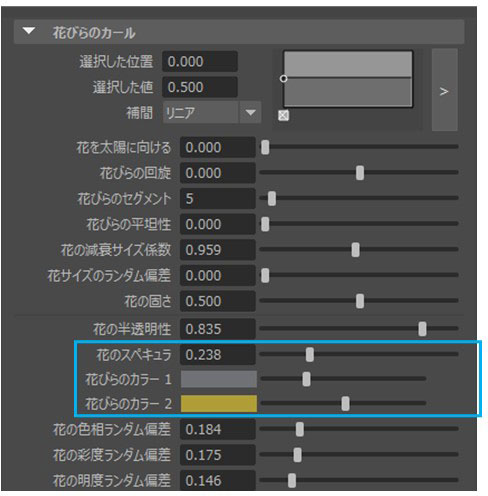 花びらのカール
選択した位置 0.000
選択した値 0.500
補間 リニア
>
花を太陽に向ける 0.000
花びらの回旋 0.000
花びらのセグメント 5
花びらの平坦性 0.000
花の減衰サイズ係数 0.959
花サイズのランダム偏差 0.000
花の固さ 0.500
花の半透明性 0.835
花のスペキュラ 0.238
花びらのカラー 1
花びらのカラー 2
花の色相ランダム偏差 0.184
花の彩度ランダム偏差 0.175
花の明度ランダム偏差 0.146